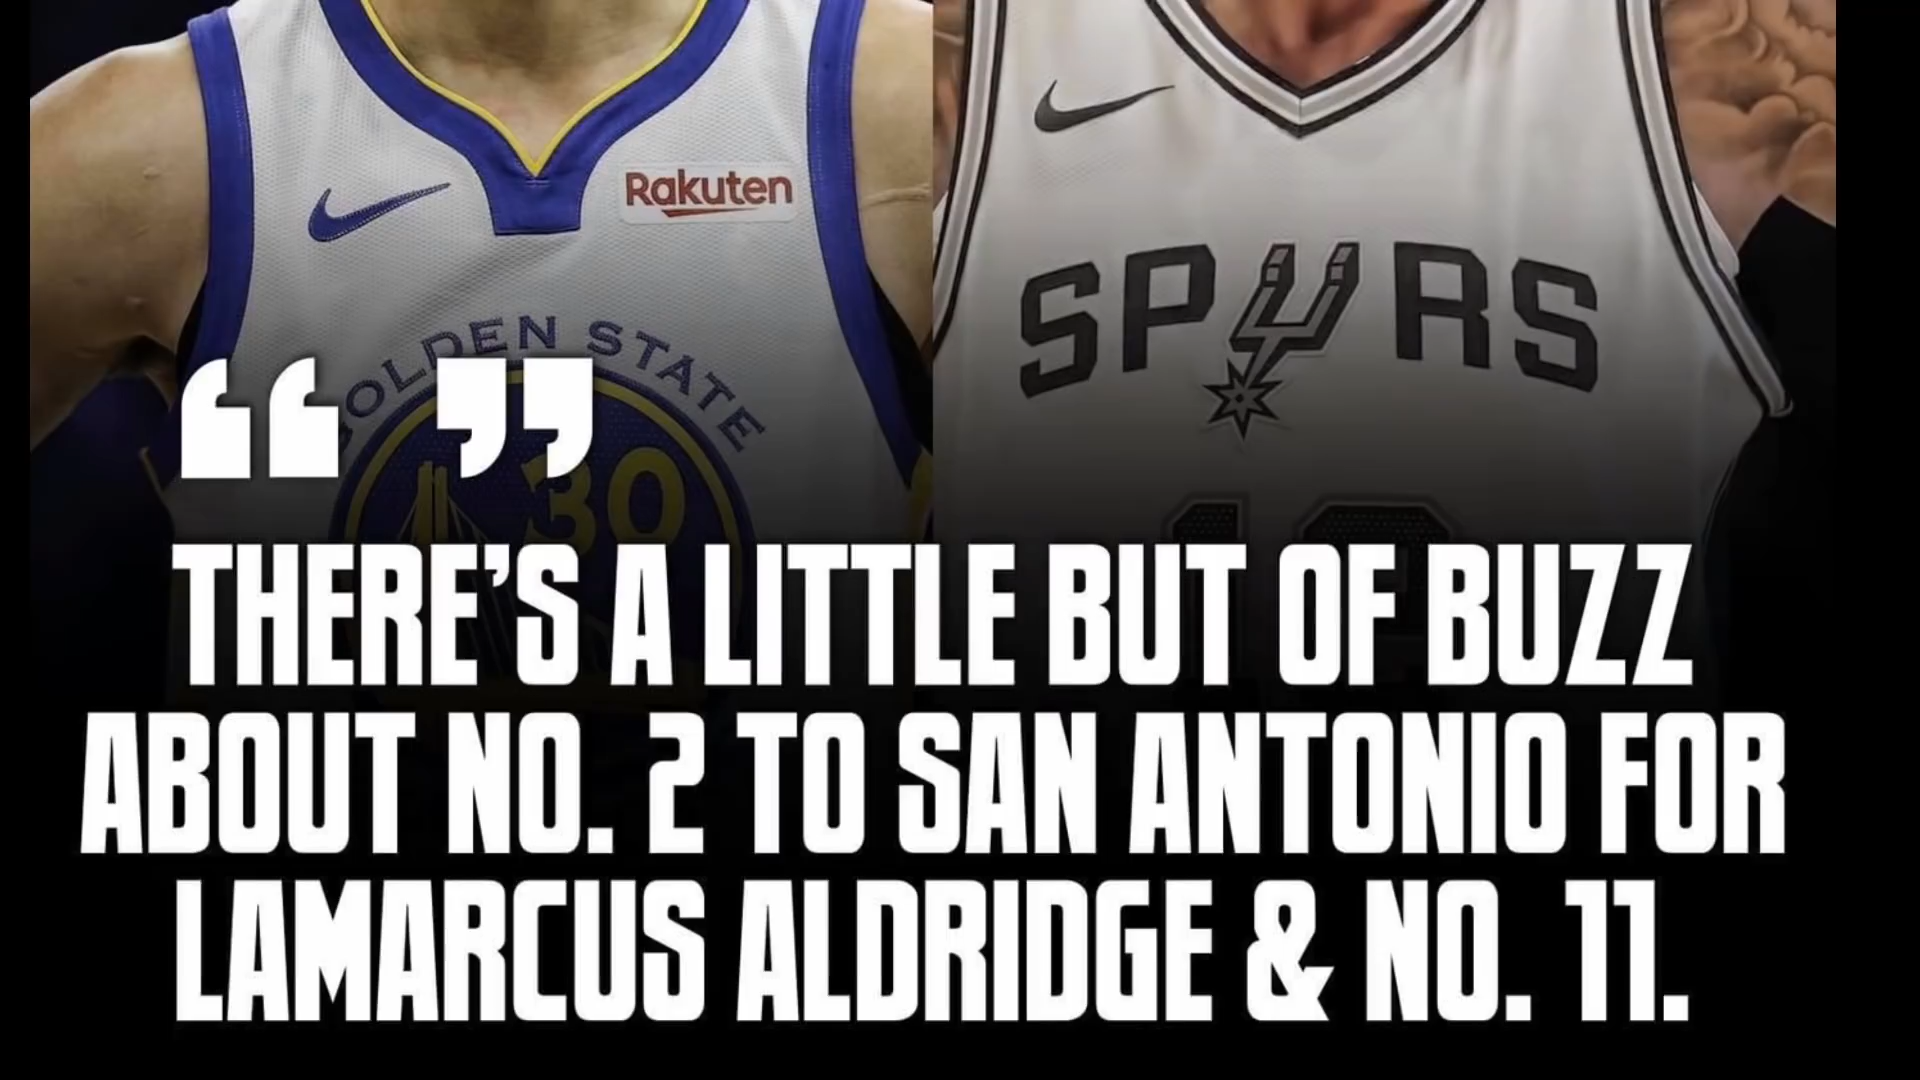 Rakuten
SPURS
GOLDEN STATE
30
“ ”
THERE'S A LITTLE BUT OF BUZZ
ABOUT NO. 2 TO SAN ANTONIO FOR
LAMARCUS ALDRIDGE & NO. 11.